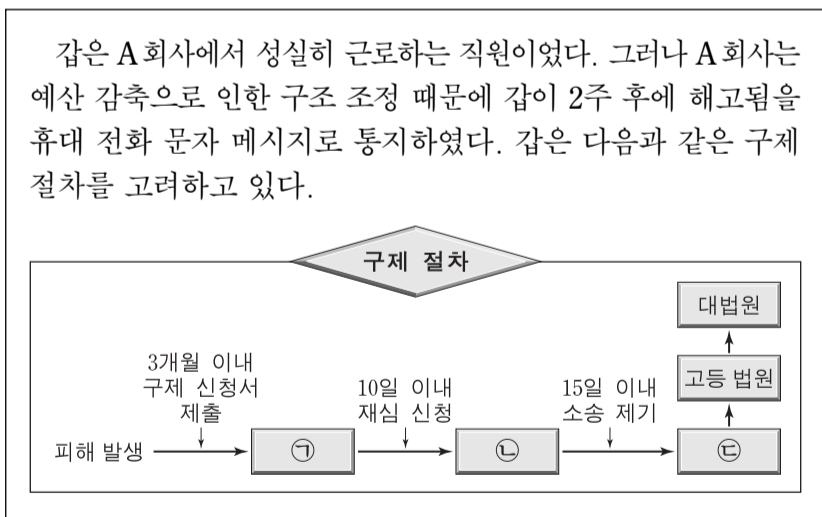 갑은 A회사에서 성실히 근로하는 직원이었다. 그러나 A회사는
예산 감축으로 인한 구조 조정 때문에 갑이 2주 후에 해고됨을
휴대 전화 문자 메시지로 통지하였다. 갑은 다음과 같은 구제
절차를 고려하고 있다.
구제 절차
대법원
고등 법원
3개월 이내
구제 신청서
제출
10일 이내
재심 신청
15일 이내
소송 제기
피해 발생
㉠
㉡
㉢